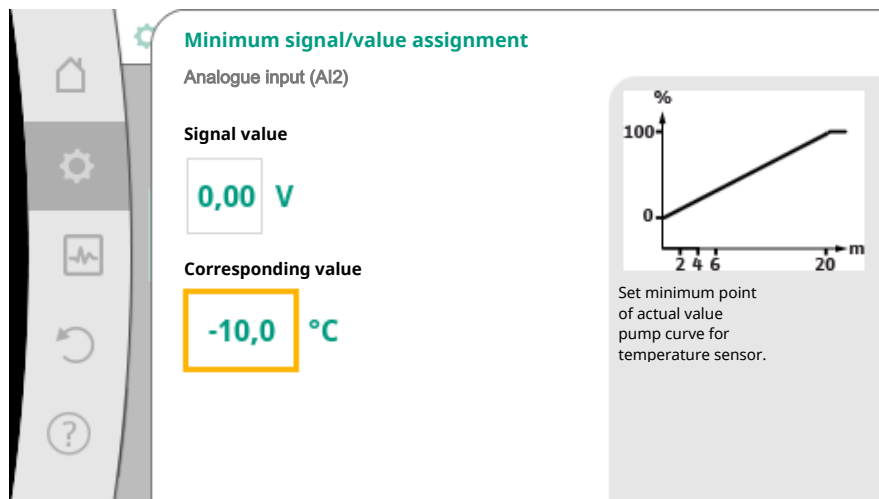 Minimum signal/value assignment
Analogue input (AI2)
Signal value
0,00 V
Corresponding value
-10,0 °C
%
100
0
2 4 6 20 m
Set minimum point
of actual value
pump curve for
temperature sensor.
?